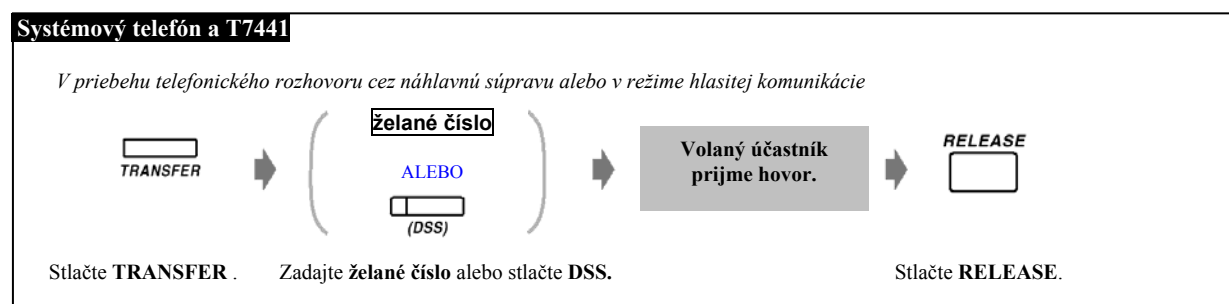 Systémový telefón a T7441
V priebehu telefonického rozhovoru cez náhlavnú súpravu alebo v režime hlasitej komunikácie
želané číslo
TRANSFER
ALEBO
(DSS)
Volaný účastník
prijme hovor.
RELEASE
Stlačte TRANSFER .
Zadajte želané číslo alebo stlačte DSS.
Stlačte RELEASE.